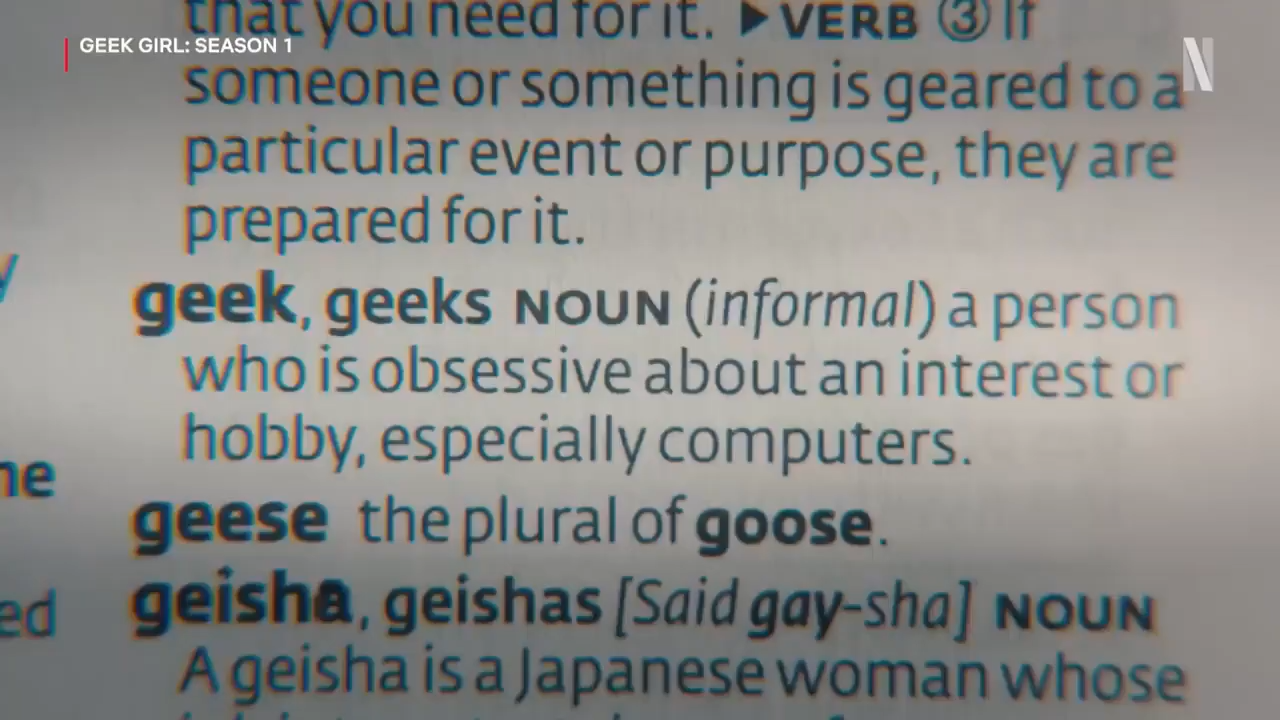 that you need for it. ▶ VERB ③ If
GEEK GIRL: SEASON 1
N
someone or something is geared to a
particular event or purpose, they are
prepared for it.
y
geek, geeks NOUN (informal) a person
who is obsessive about an interest or
hobby, especially computers.
ne
geese the plural of goose.
geisha, geishas [Said gay-sha] NOUN
ed
A geisha is a Japanese woman whose